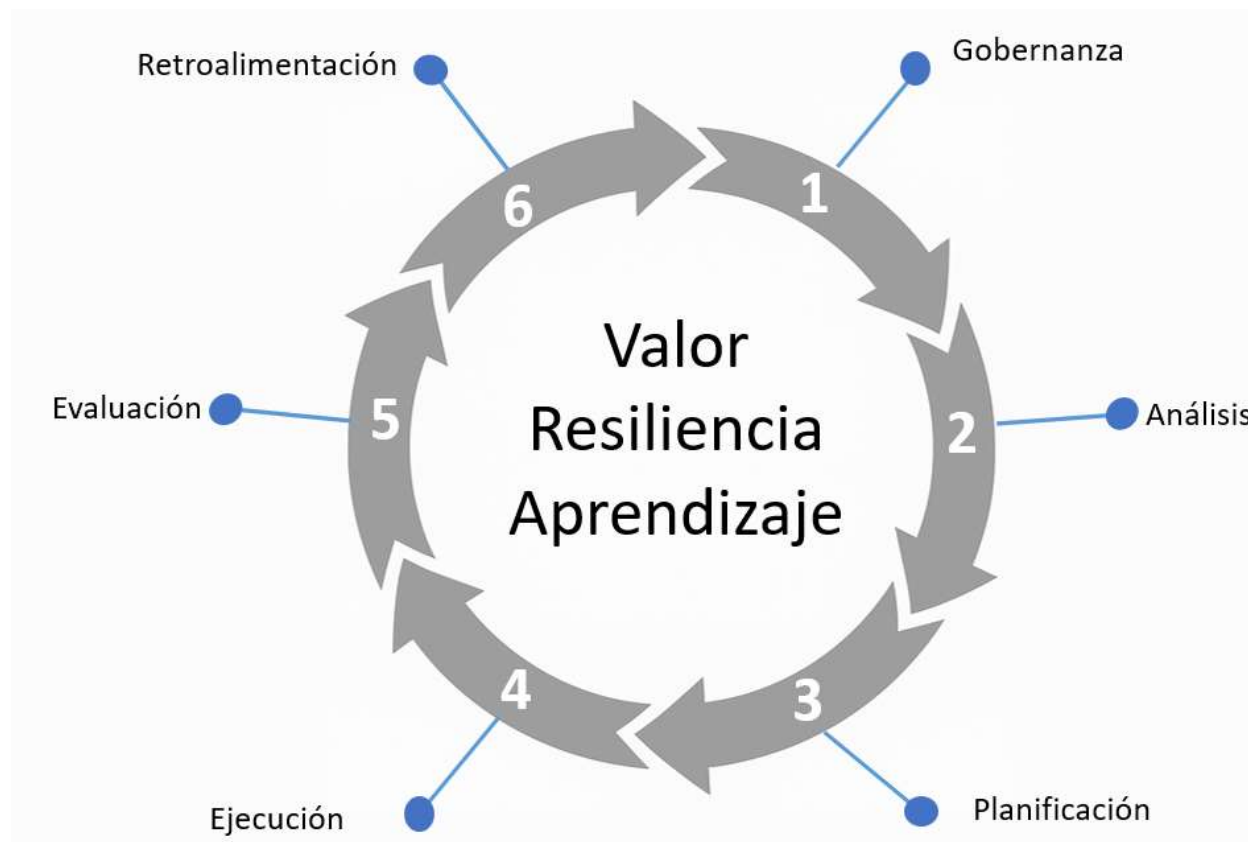 Retroalimentación
Gobernanza
6
1
Valor
Resiliencia
Aprendizaje
Evaluación
5
2
Análisis
4
3
Ejecución
Planificación